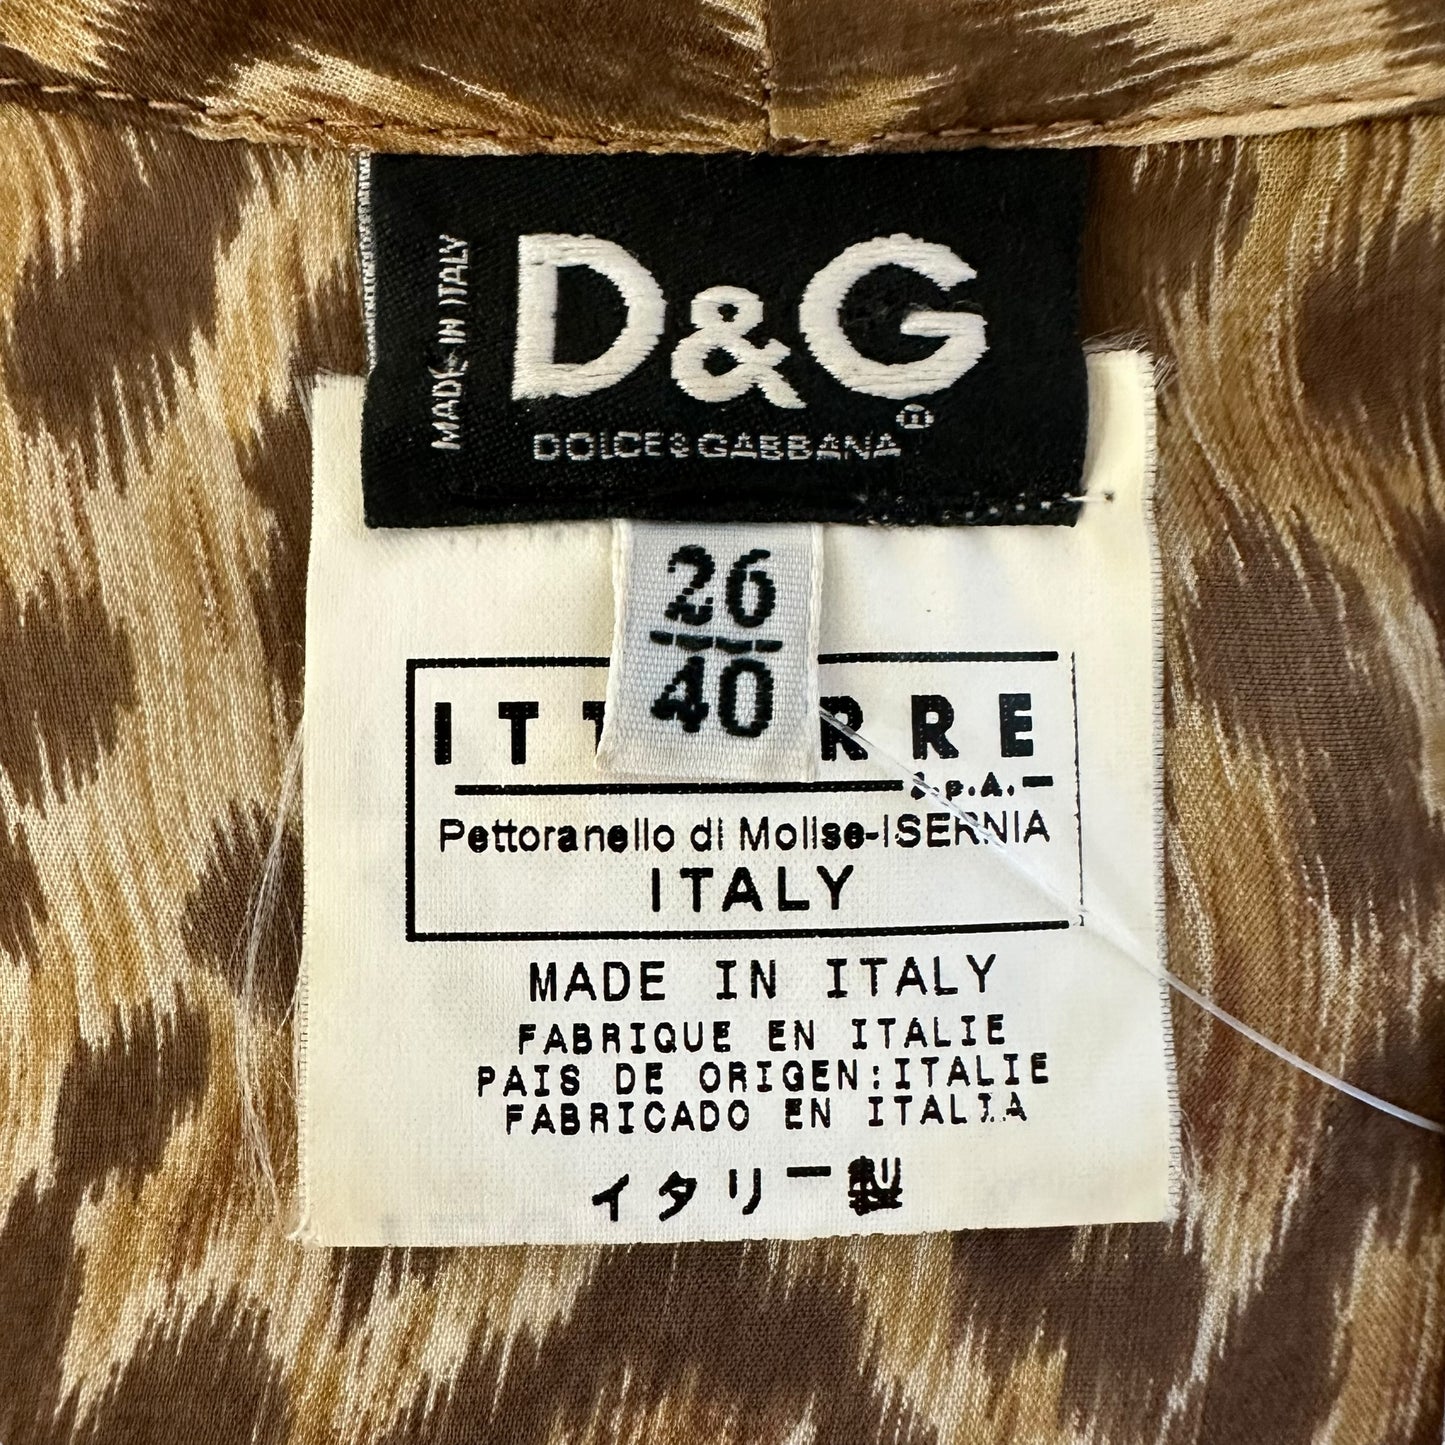 MADE IN ITALY
D&G
DOLCE&GABBANA
26
40
ITT RRE
S.p.A.
Pettoranello di Molise-ISERNIA
ITALY
MADE IN ITALY
FABRIQUE EN ITALIE
PAIS DE ORIGEN:ITALIE
FABRICADO EN ITALIA
イタリー製